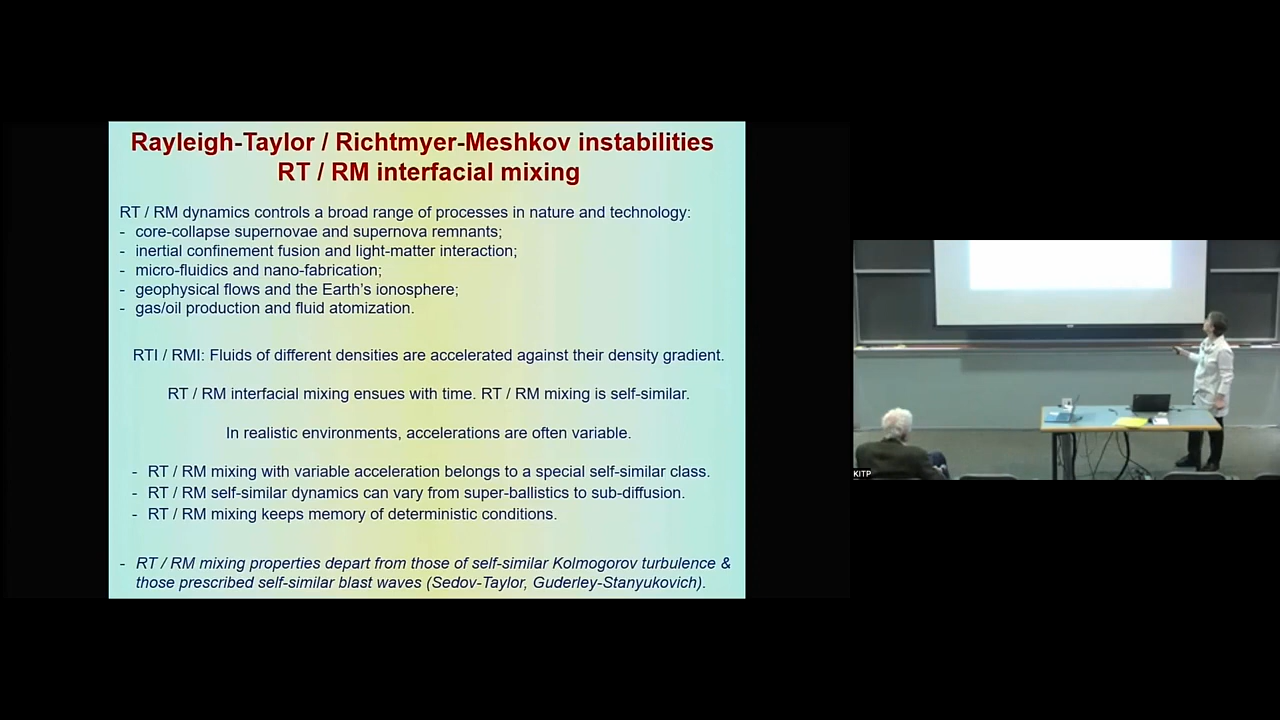 Rayleigh-Taylor / Richtmyer-Meshkov instabilities
RT / RM interfacial mixing
RT / RM dynamics controls a broad range of processes in nature and technology:
- core-collapse supernovae and supernova remnants;
- inertial confinement fusion and light-matter interaction;
- micro-fluidics and nano-fabrication;
- geophysical flows and the Earth's ionosphere;
- gas/oil production and fluid atomization.
RTI / RMI: Fluids of different densities are accelerated against their density gradient.
RT / RM interfacial mixing ensues with time. RT / RM mixing is self-similar.
In realistic environments, accelerations are often variable.
- RT / RM mixing with variable acceleration belongs to a special self-similar class.
- RT / RM self-similar dynamics can vary from super-ballistics to sub-diffusion.
- RT / RM mixing keeps memory of deterministic conditions.
- RT / RM mixing properties depart from those of self-similar Kolmogorov turbulence &
those prescribed self-similar blast waves (Sedov-Taylor, Guderley-Stanyukovich).
KITP